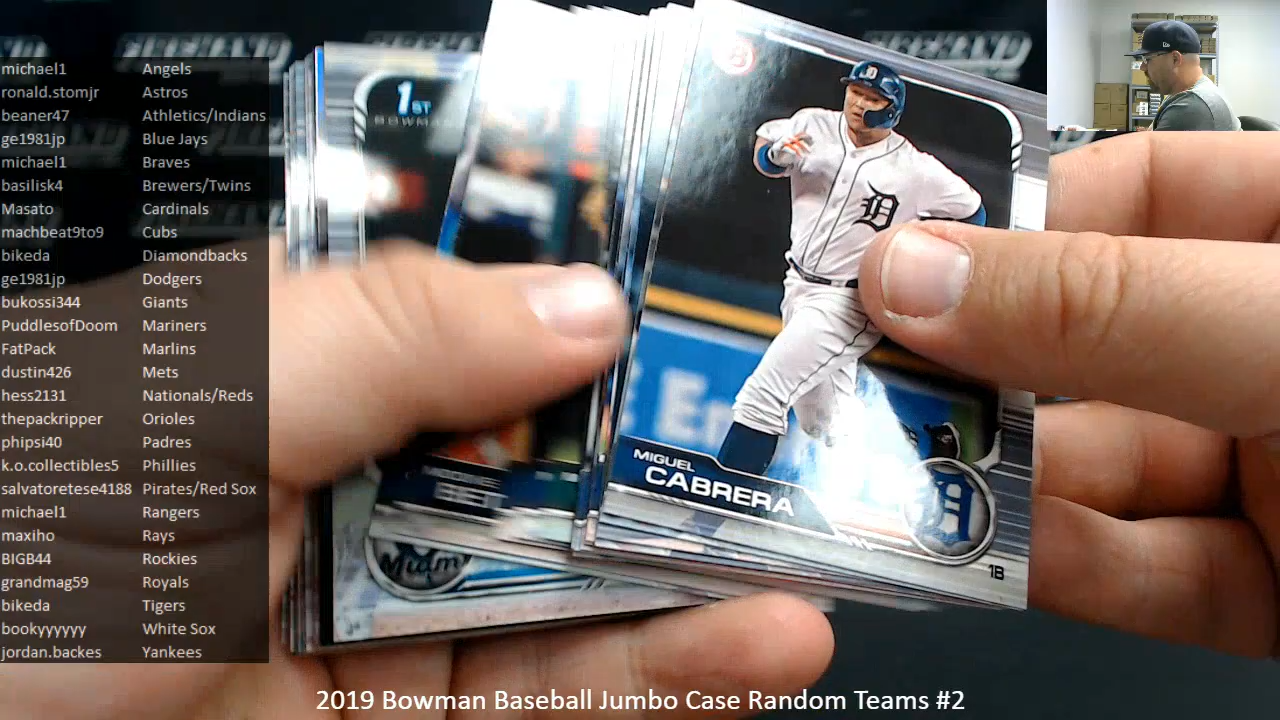 michael1 Angels
ronald.stomjr Astros
beaner47 Athletics/Indians
ge1981jp Blue Jays
michael1 Braves
basilisk4 Brewers/Twins
Masato Cardinals
machbeat9to9 Cubs
bikeda Diamondbacks
ge1981jp Dodgers
bukossi344 Giants
PuddlesofDoom Mariners
FatPack Marlins
dustin426 Mets
hess2131 Nationals/Reds
thepackripper Orioles
phipsi40 Padres
k.o.collectibles5 Phillies
salvatoretese4188 Pirates/Red Sox
michael1 Rangers
maxiho Rays
BIGB44 Rockies
grandmag59 Royals
bikeda Tigers
bookyyyyyy White Sox
jordan.backes Yankees
1ST
D
MIGUEL
CABRERA
1B
2019 Bowman Baseball Jumbo Case Random Teams #2